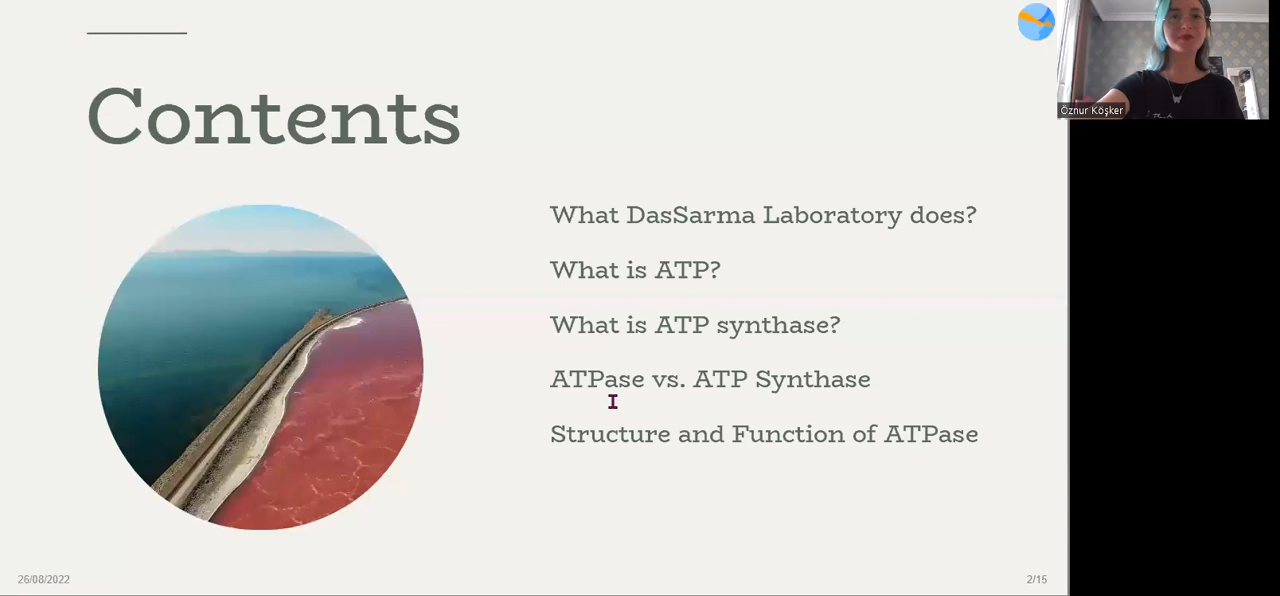 Contents
What DasSarma Laboratory does?
What is ATP?
What is ATP synthase?
ATPase vs. ATP Synthase
Structure and Function of ATPase
Öznur Köşker
26/08/2022
2/15